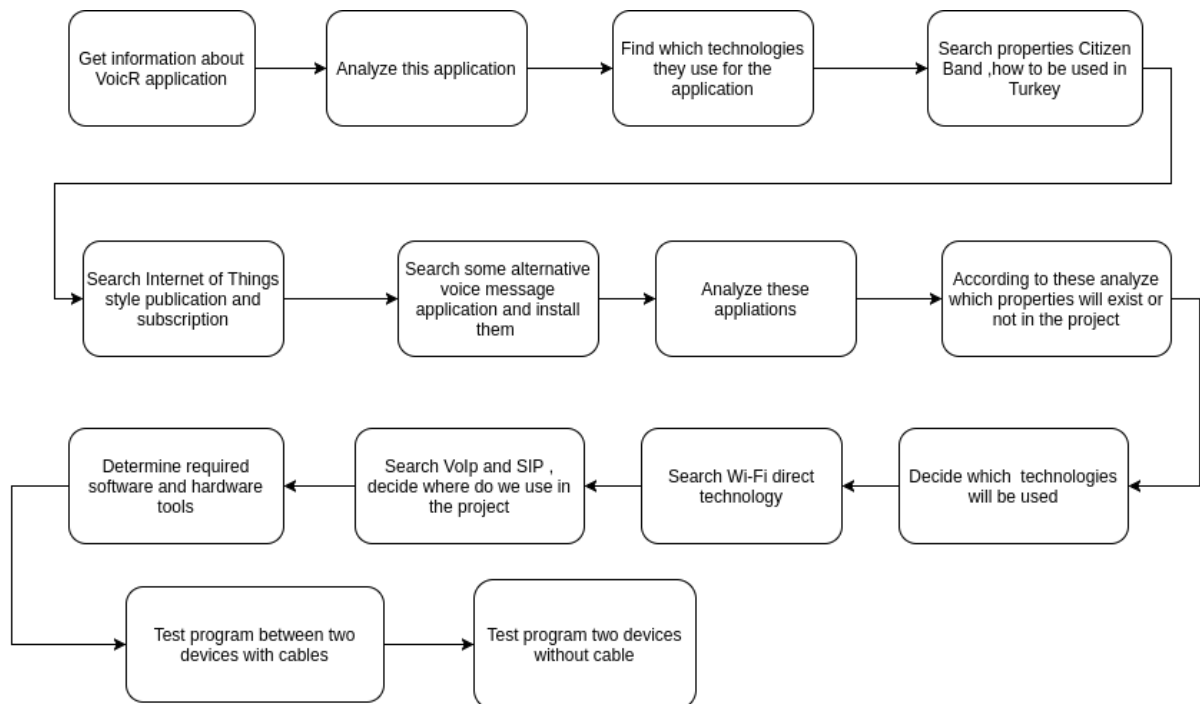 Get information about
VoicR application
Analyze this application
Find which technologies
they use for the
application
Search properties Citizen
Band ,how to be used in
Turkey
Search Internet of Things
style publication and
subscription
Search some alternative
voice message
application and install
them
Analyze these
appliations
According to these analyze
which properties will exist or
not in the project
Decide which technologies
will be used
Search Wi-Fi direct
technology
Search VoIp and SIP ,
decide where do we use in
the project
Determine required
software and hardware
tools
Test program between two
devices with cables
Test program two devices
without cable